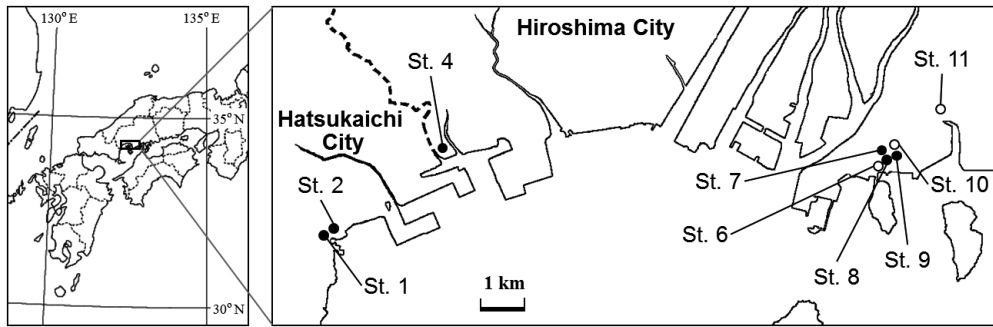 130°E
135°E
35°N
30°N
Hiroshima City
St. 4
St. 11
Hatsukaichi
City
St. 2
St. 7
St. 10
St. 6
St. 9
St. 8
St. 1
1 km